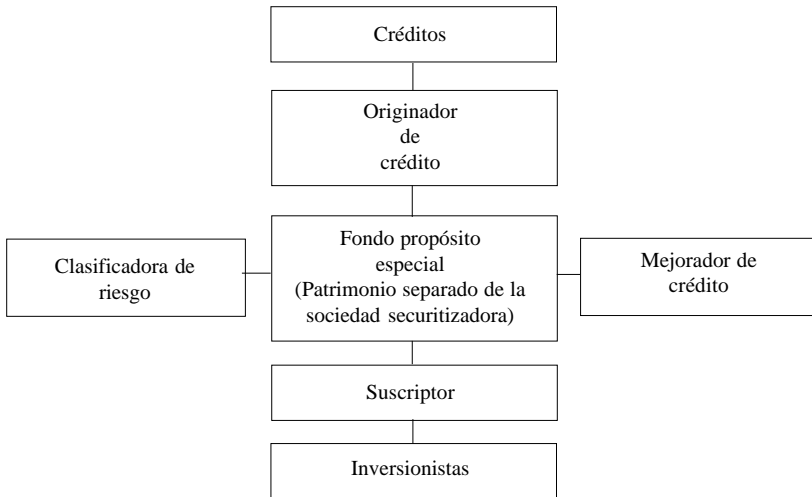 Créditos
Originador
de
crédito
Clasificadora de
riesgo
Fondo propósito
especial
(Patrimonio separado de la
sociedad securitizadora)
Mejorador de
crédito
Suscriptor
Inversionistas